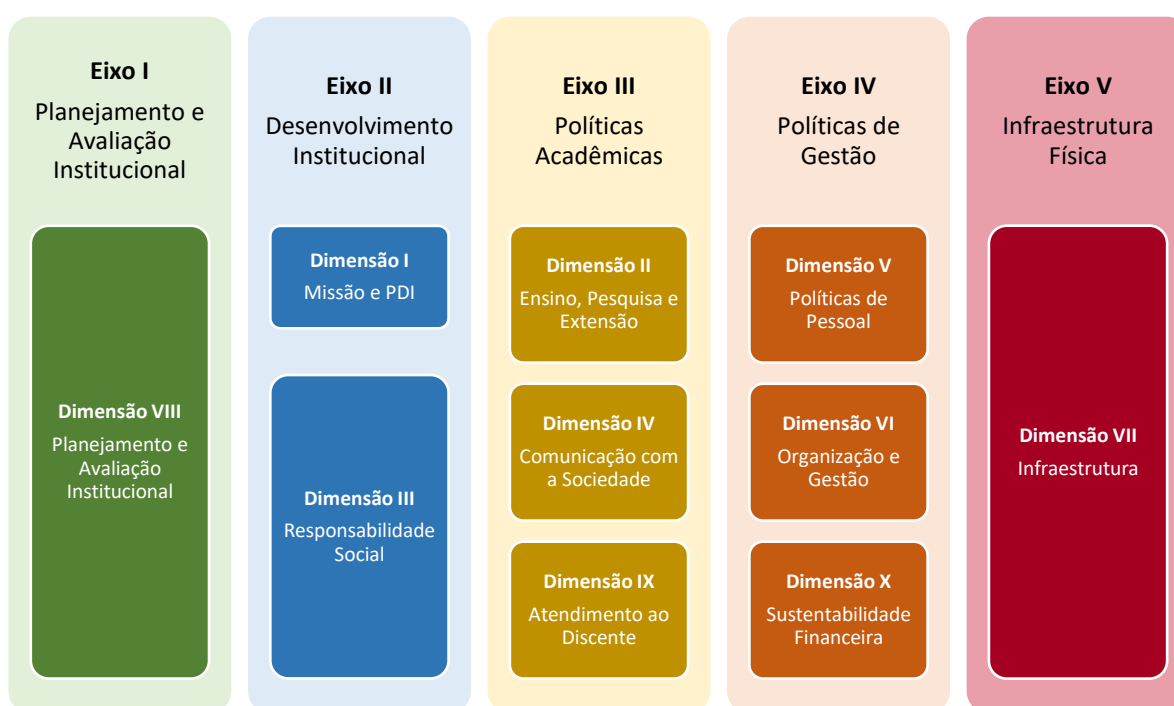 Eixo I
Planejamento e
Avaliação
Institucional
Dimensão VIII
Planejamento e
Avaliação
Institucional
Eixo II
Desenvolvimento
Institucional
Dimensão I
Missão e PDI
Dimensão III
Responsabilidade
Social
Eixo III
Políticas
Acadêmicas
Dimensão II
Ensino, Pesquisa e
Extensão
Dimensão IV
Comunicação com
a Sociedade
Dimensão IX
Atendimento ao
Discente
Eixo IV
Políticas de
Gestão
Dimensão V
Políticas de
Pessoal
Dimensão VI
Organização e
Gestão
Dimensão X
Sustentabilidade
Financeira
Eixo V
Infraestrutura
Física
Dimensão VII
Infraestrutura